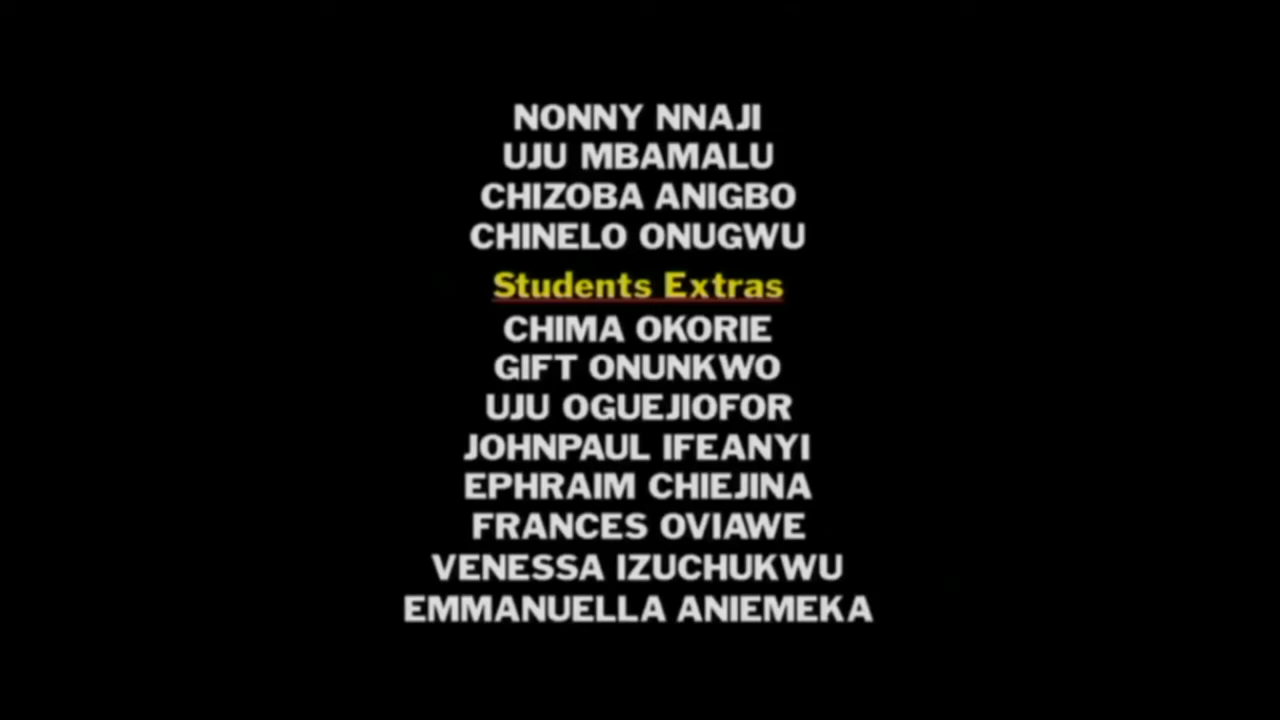 NONNY NNAJI
UJU MBAMALU
CHIZOBA ANIGBO
CHINELO ONUGWU
Students Extras
CHIMA OKORIE
GIFT ONUNKWO
UJU OGUEJIOFOR
JOHNPAUL IFEANYI
EPHRAIM CHIEJINA
FRANCES OVIAWE
VENESSA IZUCHUKWU
EMMANUELLA ANIEMEKA